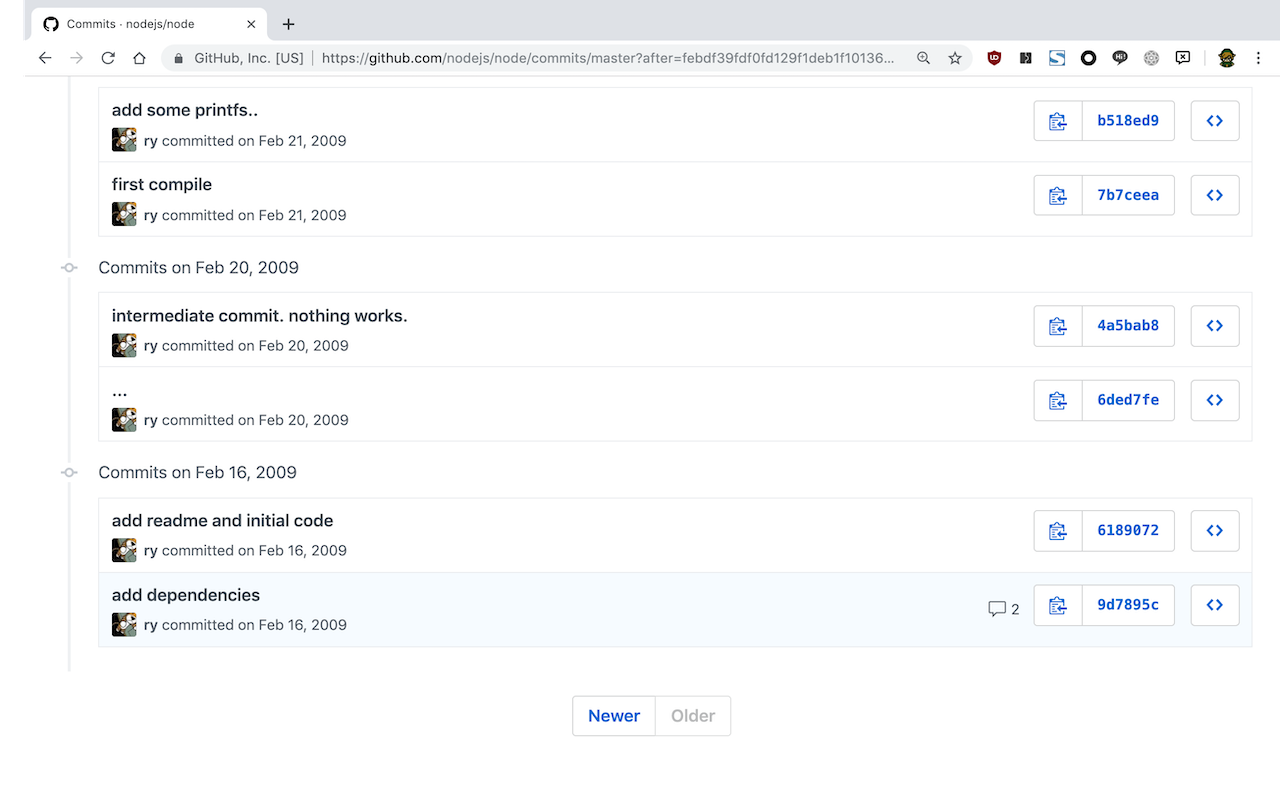 Commits · nodejs/node
GitHub, Inc. [US] https://github.com/nodejs/node/commits/master?after=febdf39fdf0fd129f1deb1f10136...
add some printfs..
ry committed on Feb 21, 2009
b518ed9
first compile
ry committed on Feb 21, 2009
7b7ceea
Commits on Feb 20, 2009
intermediate commit. nothing works.
ry committed on Feb 20, 2009
4a5bab8
...
ry committed on Feb 20, 2009
6ded7fe
Commits on Feb 16, 2009
add readme and initial code
ry committed on Feb 16, 2009
6189072
add dependencies
ry committed on Feb 16, 2009
2
9d7895c
Newer Older